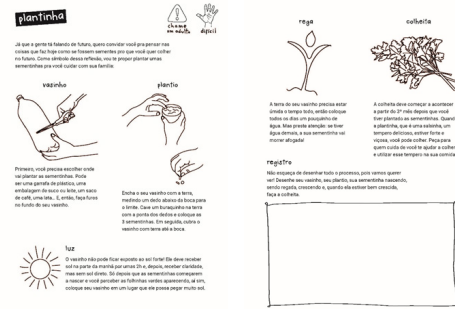 plantinha
chame
um adulto
difícil
Já que a gente tá falando de futuro, quero convidar você pra pensar nas
coisas que faz hoje como se fossem sementes pro que você quer colher
no futuro. Como símbolo dessa reflexão, vou te propor plantar umas
sementinhas pra você cuidar com sua família.
vasinho
Primeiro, você precisa escolher onde
vai plantar as sementinhas. Pode
ser uma garrafa de plástico, uma
embalagem de suco ou leite, um saco
de café, uma lata... E, então, faça furos
no fundo do seu vasinho.
plantio
Encha o seu vasinho com a terra,
medindo um dedo abaixo da boca para
o limite. Cave um buraquinho na terra
com a ponta dos dedos e coloque as
3 sementinhas. Em seguida, cubra o
vasinho com terra até a boca.
luz
O vasinho não pode ficar exposto ao sol forte! Ele deve receber
sol na parte da manhã por umas 2h e, depois, receber claridade,
mas sem sol direto. Só depois que as sementinhas começarem
a nascer e você perceber as folhinhas verdes aparecendo, aí sim,
coloque seu vasinho em um lugar que ele possa pegar muito sol.
rega
A terra do seu vasinho precisa estar
úmida o tempo todo, então coloque
todos os dias um pouquinho de
água. Mas preste atenção: se tiver
água demais, a sua sementinha vai
morrer afogada!
colheita
A colheita deve começar a acontecer
a partir do 3º mês depois que você
tiver plantado as sementinhas. Quand
a plantinha, que é uma salsinha, um
tempero delicioso, estiver forte e
viçosa, você pode colher. Peça para
quem cuida de você te ajudar a colher
e utilizar esse tempero na sua comida
registro
Não esqueça de desenhar todo o processo, pois vamos querer
ver! Desenhe seu vasinho, seu plantio, sua sementinha nascendo,
sendo regada, crescendo e, quando ela estiver bem crescida,
faça a colheita.